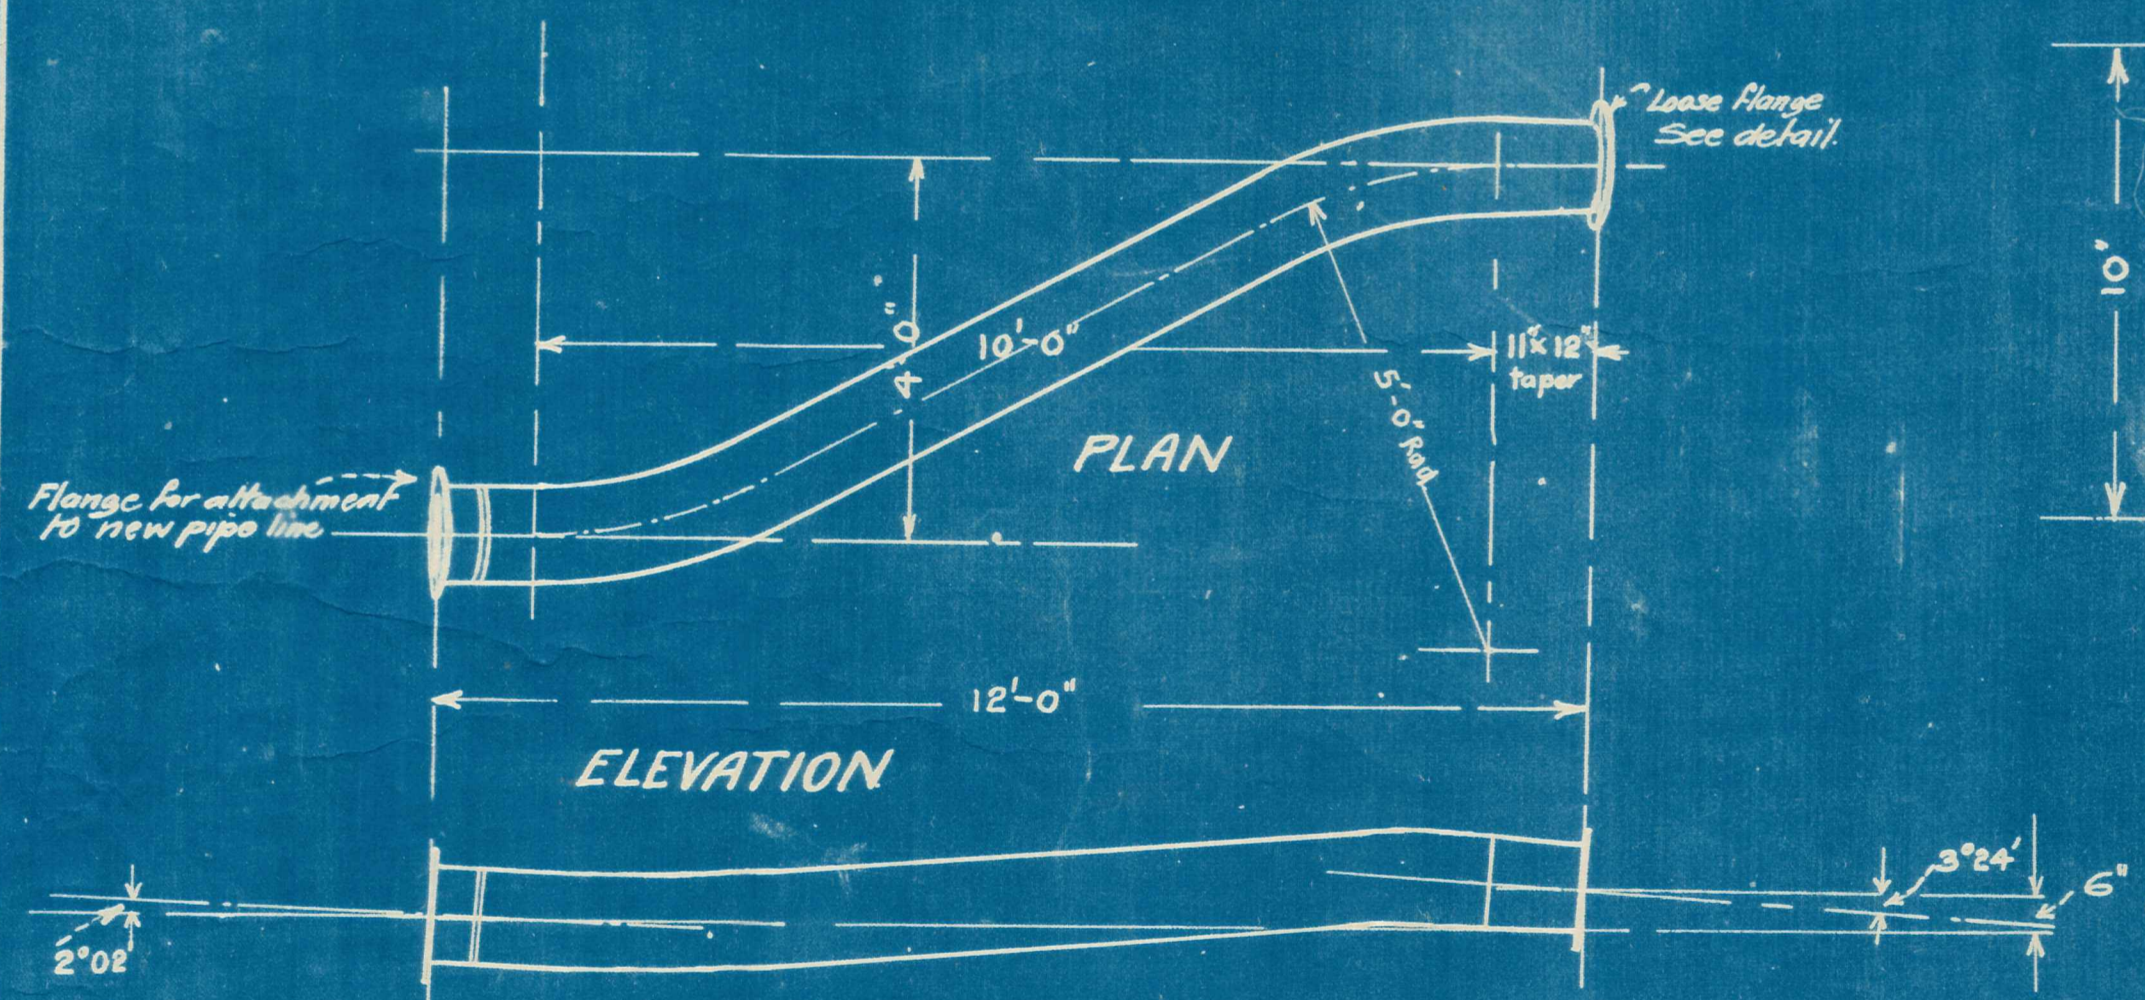 Loose flange
See detail.
10"
4'-0"
10'-0"
11" x 12"
taper
5'-0" Rad
PLAN
Flange for attachment
to new pipe line
12'-0"
ELEVATION
3°24'
6"
2°02'